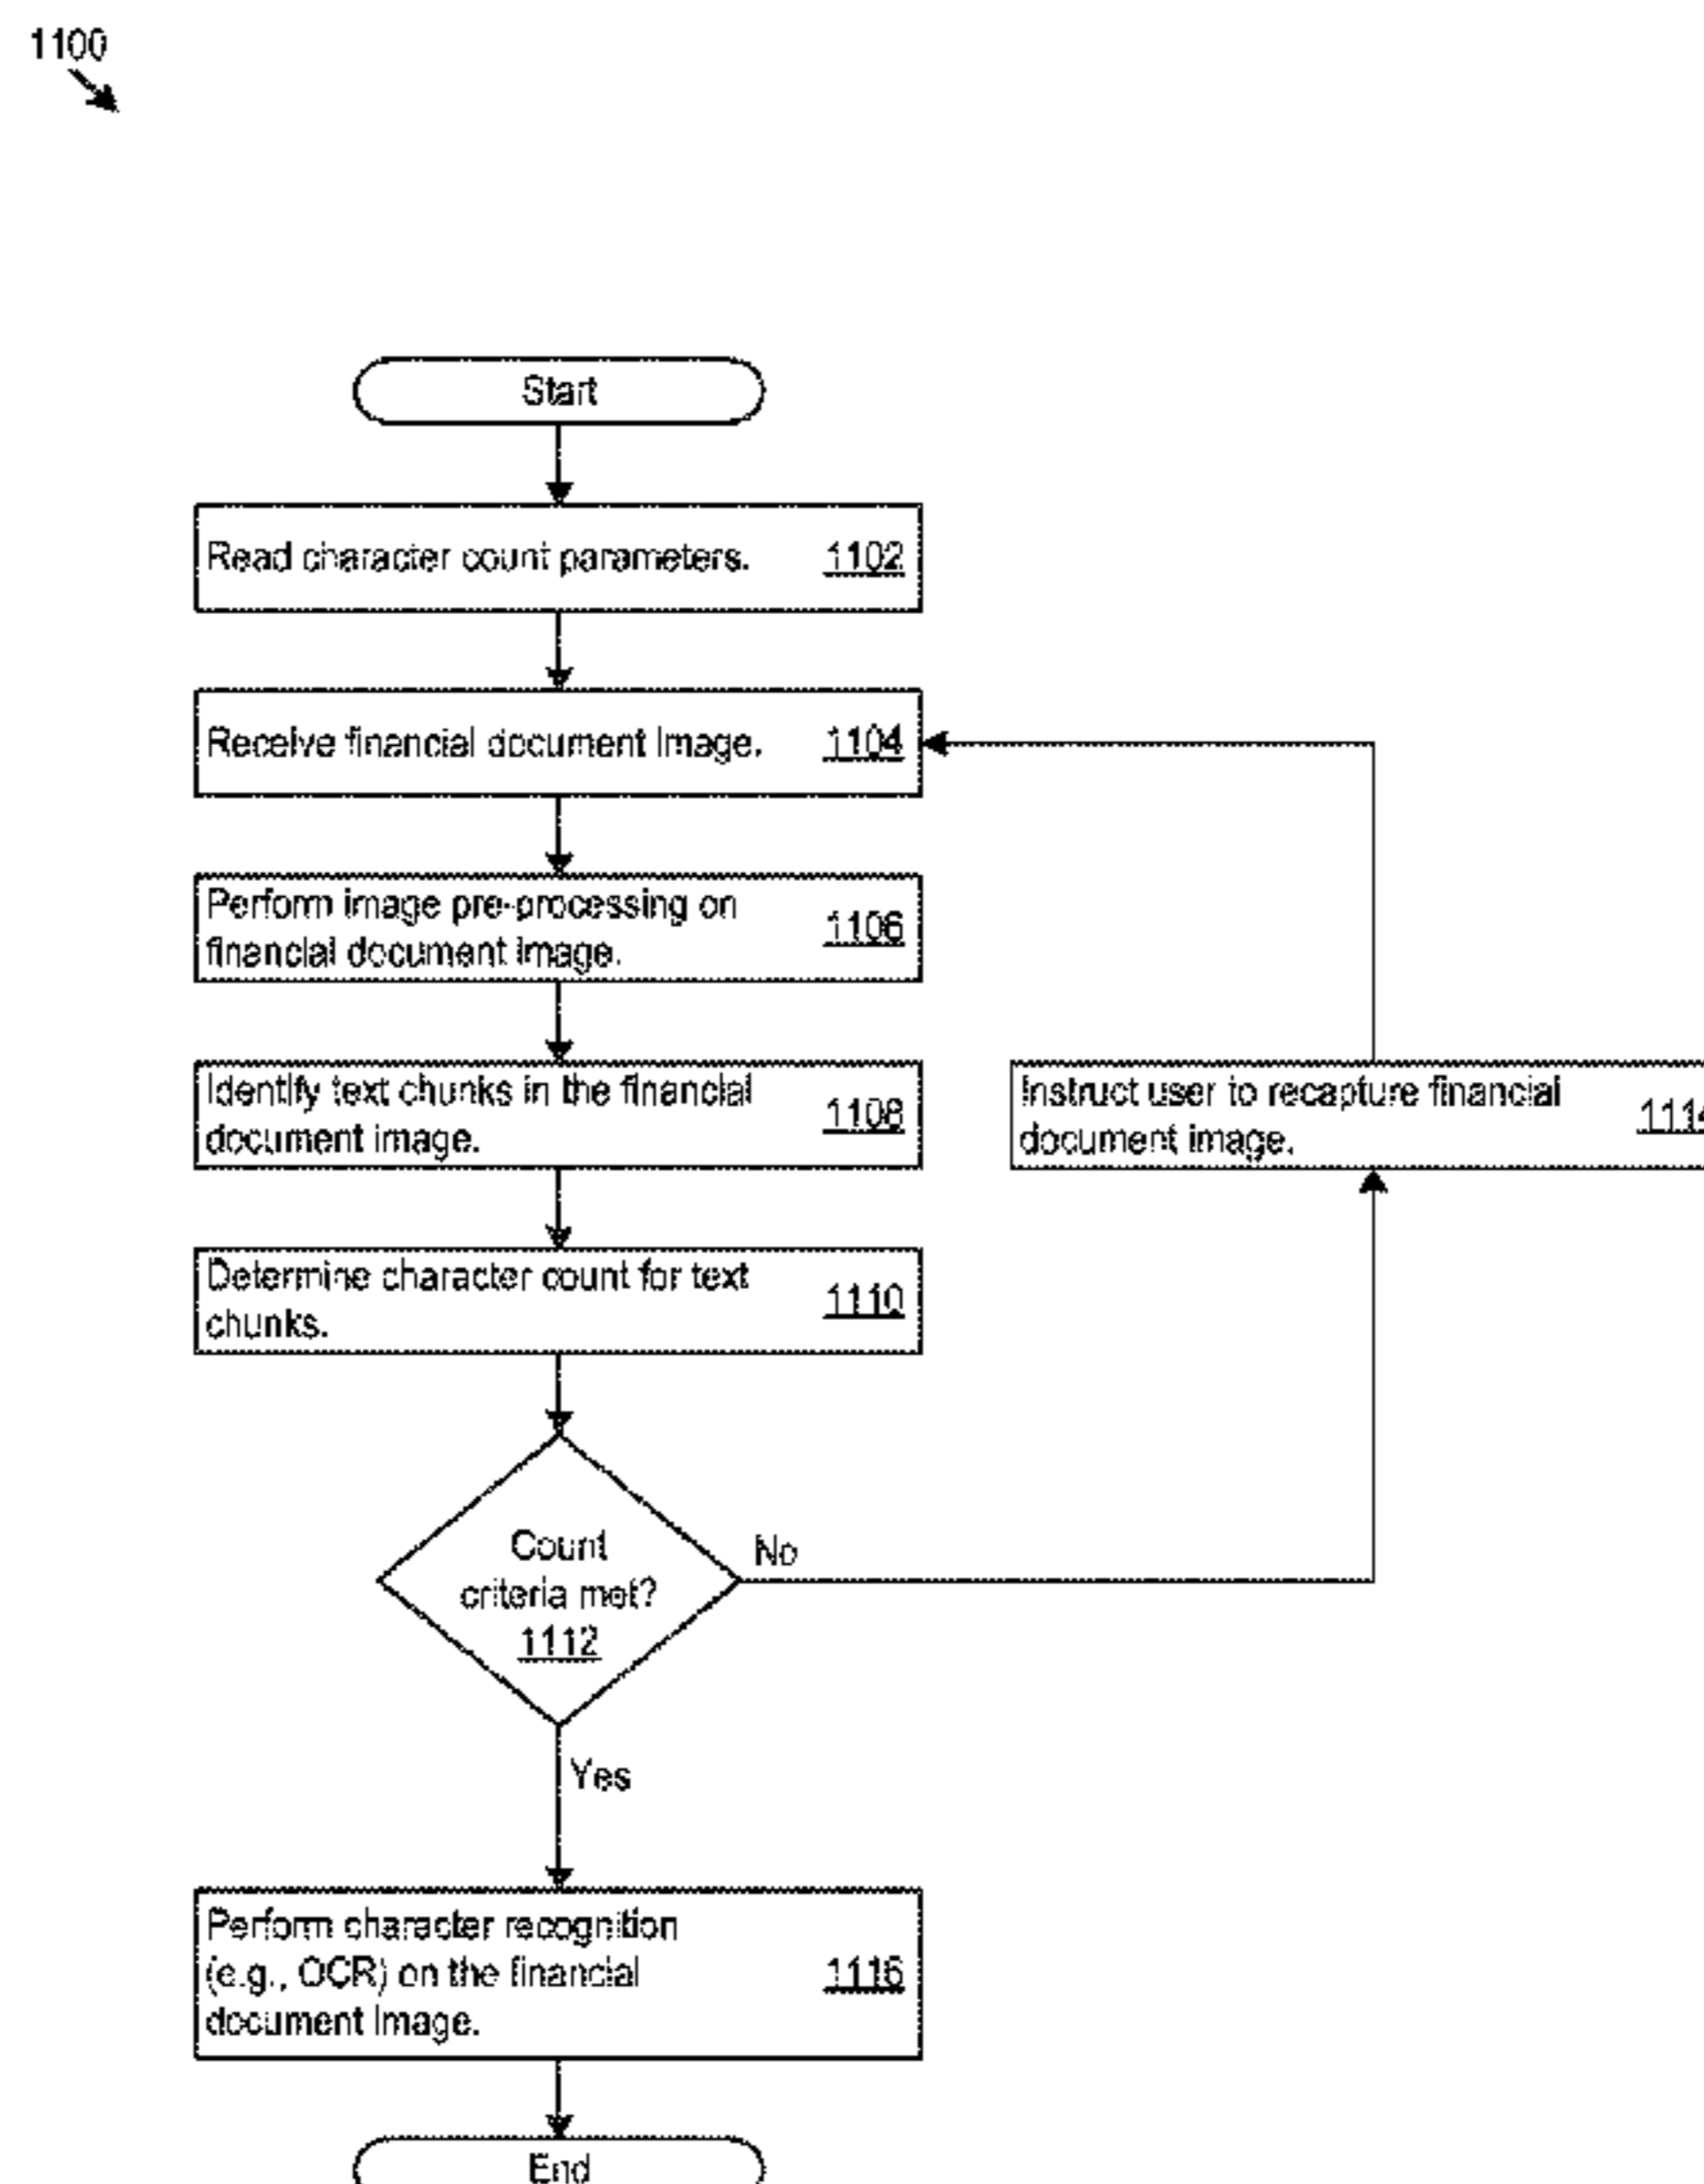 1100
Start
Read character count parameters. 1102
Receive financial document image. 1104
Perform image pre-processing on
financial document image. 1106
Identify text chunks in the financial
document image. 1108
Instruct user to recapture financial
document image.
Determine character count for text
chunks. 1110
Count
criteria met?
1112
No
Yes
Perform character recognition
(e.g., OCR) on the financial
document image. 1116
End